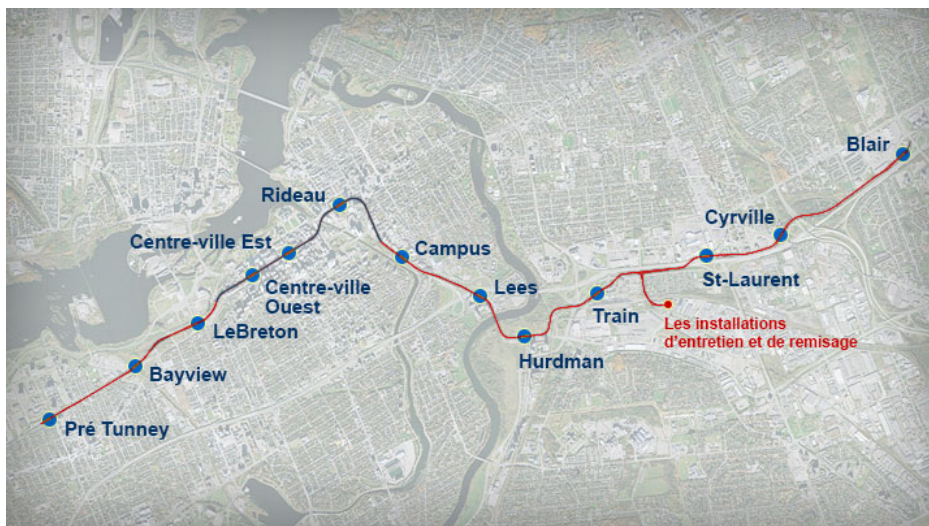 Blair
Rideau
Cyrville
Centre-ville Est
Campus
Centre-ville
Ouest
Lees
St-Laurent
LeBreton
Train
Les installations
d'entretien et de remisage
Hurdman
Bayview
Pré Tunney